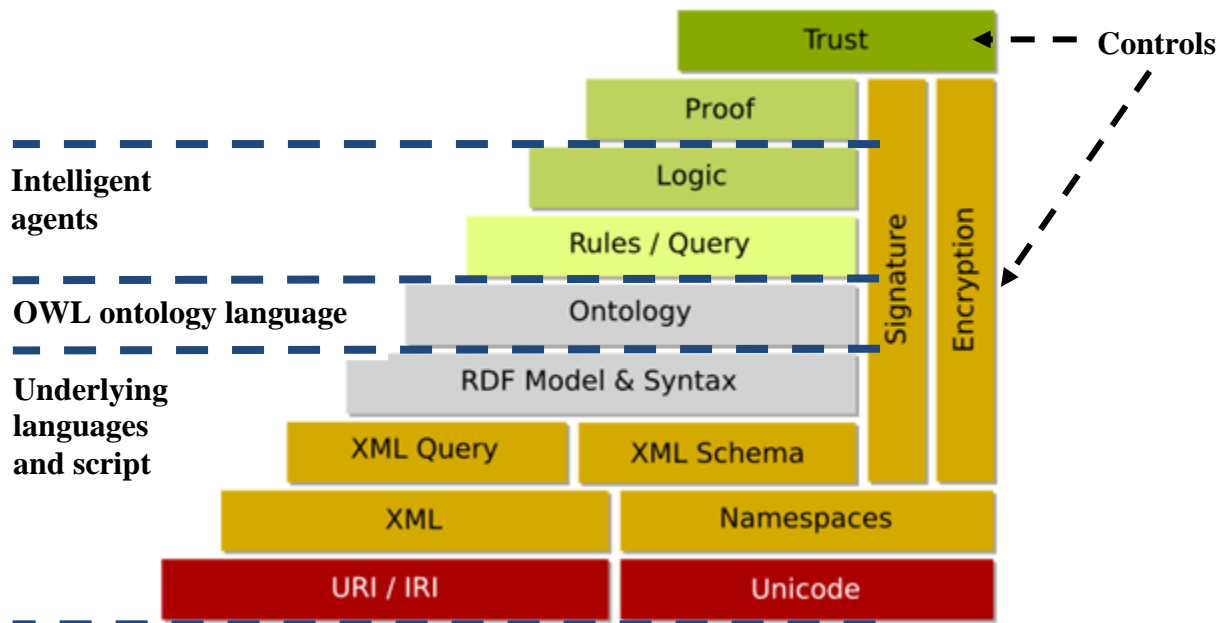 Trust
Controls
Proof
Intelligent
agents
Logic
Rules / Query
Signature
Encryption
OWL ontology language
Ontology
Underlying
languages
and script
RDF Model & Syntax
XML Query
XML Schema
XML
Namespaces
URI / IRI
Unicode